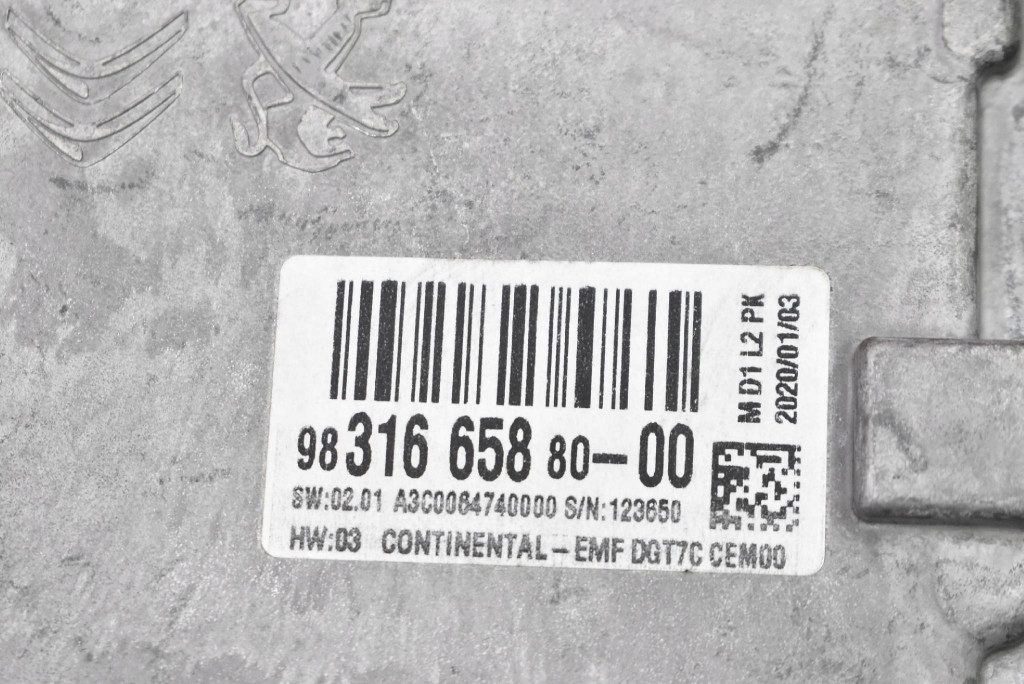 98 316 658 80-00
SW:02.01 A3C0064740000 S/N:123650
HW:03 CONTINENTAL-EMF DGT7C CEM00
M D1 L2 PK
2020/01/03